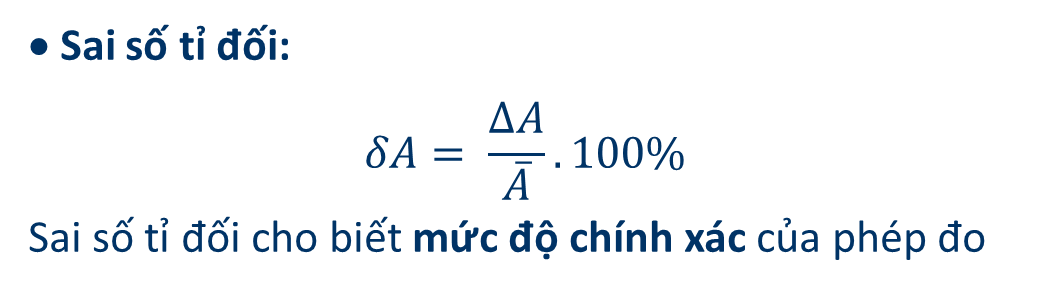 • Sai số tỉ đối:
δA = ΔA / Ā . 100%
Sai số tỉ đối cho biết mức độ chính xác của phép đo